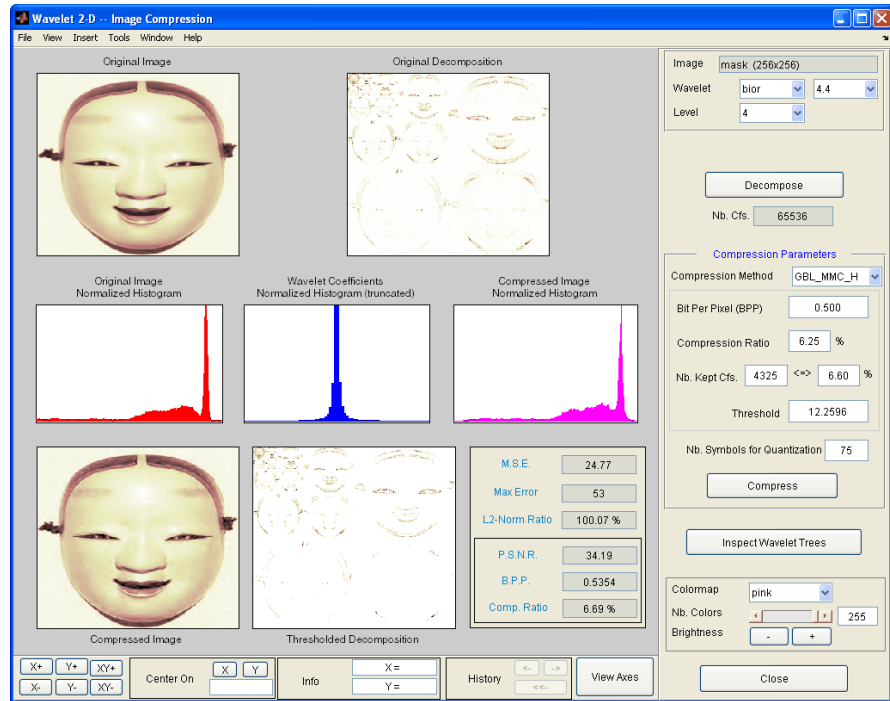 Wavelet 2-D -- Image Compression
File View Insert Tools Window Help
Original Image
Original Decomposition
Original Image
Normalized Histogram
Wavelet Coefficients
Normalized Histogram (truncated)
Compressed Image
Normalized Histogram
M.S.E. 24.77
Max Error 53
L2-Norm Ratio 100.07 %
P.S.N.R. 34.19
B.P.P. 0.5354
Comp. Ratio 6.69 %
Compressed Image
Thresholded Decomposition
Image mask (256x256)
Wavelet bior 4.4
Level 4
Decompose
Nb. Cfs. 65536
Compression Parameters
Compression Method GBL_MMC_H
Bit Per Pixel (BPP) 0.500
Compression Ratio 6.25 %
Nb. Kept Cfs. 4325 <=> 6.60 %
Threshold 12.2596
Nb. Symbols for Quantization 75
Compress
Inspect Wavelet Trees
Colormap pink
Nb. Colors 255
Brightness - +
Close
X+ Y+ XY+
X- Y- XY-
Center On X Y
Info X =
Y =
History <- ->
<<-
View Axes